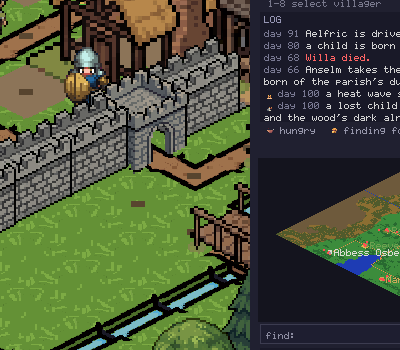 1-8 select villager
LOG
day 91 Aelfric is drive
day 80 a child is born
day 68 Willa died.
day 66 Anselm takes the
born of the parish's du
day 100 a heat wave s
day 100 a lost child
and the wood's dark alr
hungry finding fo
Abbess Osbe
Mar
find: